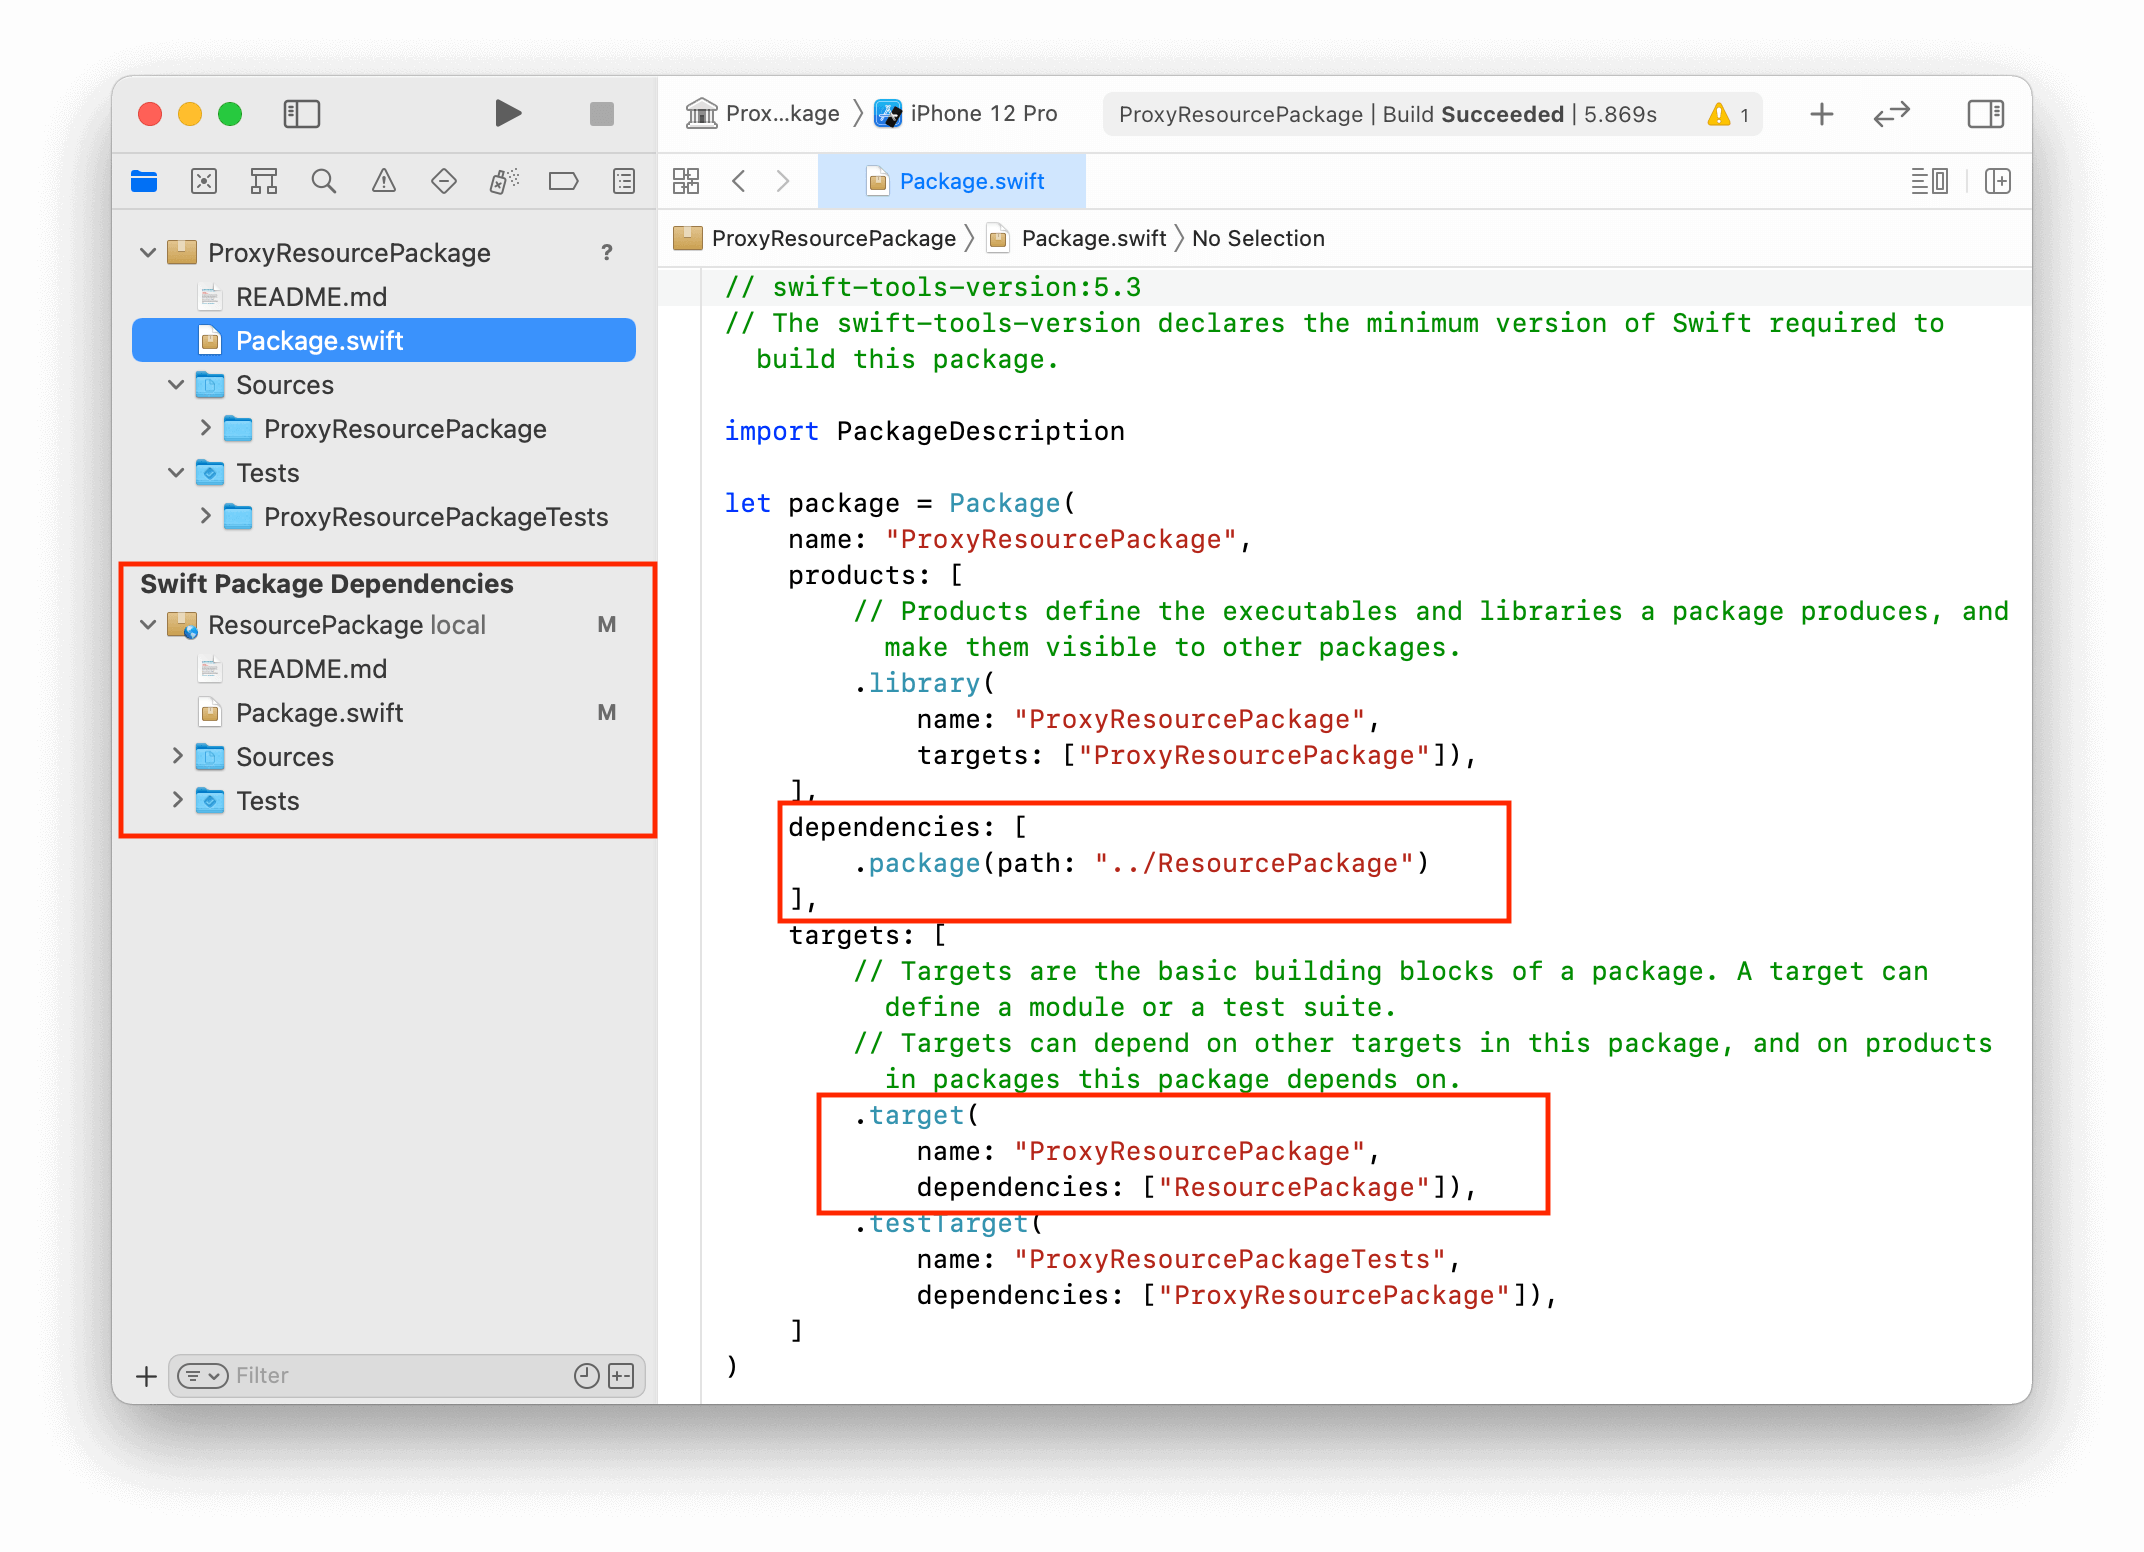 Prox...kage 〉 iPhone 12 Pro
ProxyResourcePackage | Build Succeeded | 5.869s
1
Package.swift
ProxyResourcePackage 〉 Package.swift 〉 No Selection
ProxyResourcePackage ?
README.md
Package.swift
Sources
ProxyResourcePackage
Tests
ProxyResourcePackageTests
Swift Package Dependencies
ResourcePackage local M
README.md
Package.swift M
Sources
Tests
Filter
// swift-tools-version:5.3
// The swift-tools-version declares the minimum version of Swift required to
build this package.
import PackageDescription
let package = Package(
name: "ProxyResourcePackage",
products: [
// Products define the executables and libraries a package produces, and
make them visible to other packages.
.library(
name: "ProxyResourcePackage",
targets: ["ProxyResourcePackage"]),
],
dependencies: [
.package(path: "../ResourcePackage")
],
targets: [
// Targets are the basic building blocks of a package. A target can
define a module or a test suite.
// Targets can depend on other targets in this package, and on products
in packages this package depends on.
.target(
name: "ProxyResourcePackage",
dependencies: ["ResourcePackage"]),
.testTarget(
name: "ProxyResourcePackageTests",
dependencies: ["ProxyResourcePackage"]),
]
)